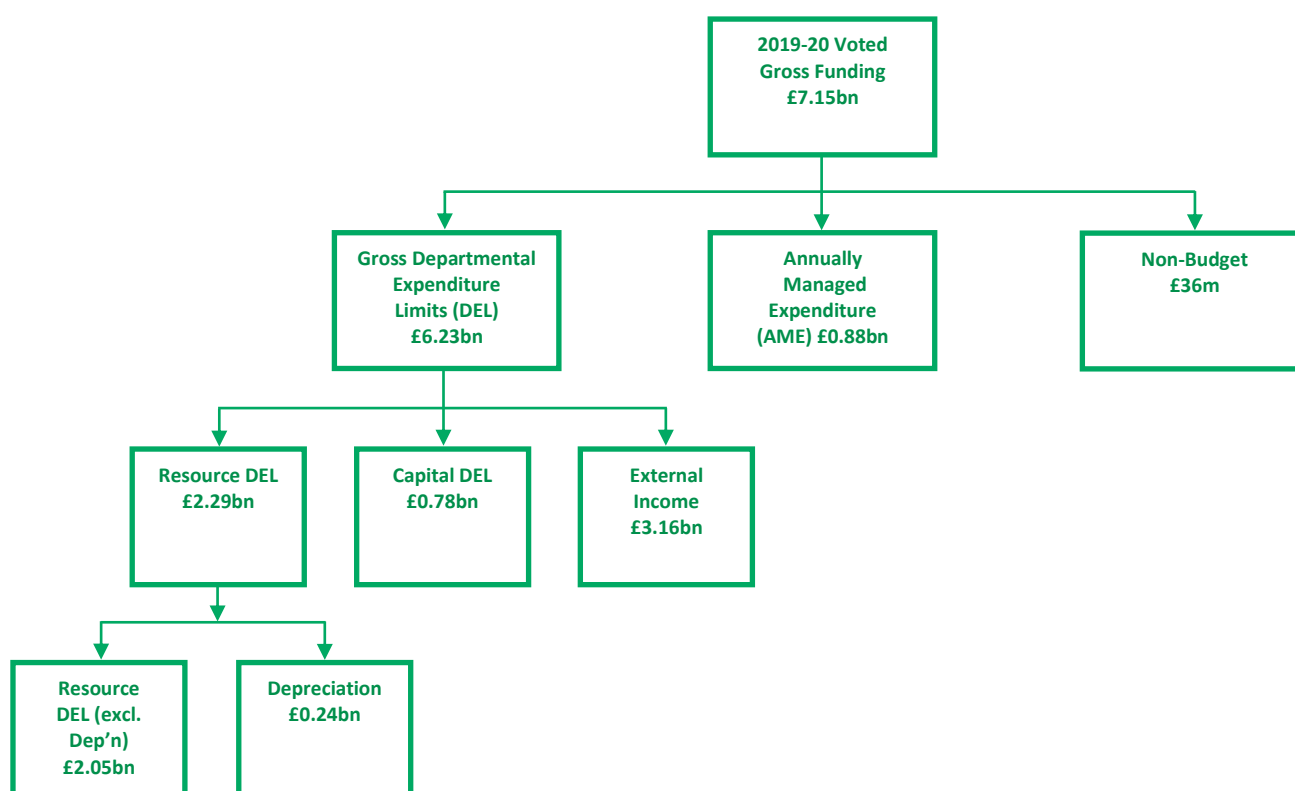 2019-20 Voted
Gross Funding
£7.15bn
Gross Departmental
Expenditure
Limits (DEL)
£6.23bn
Annually
Managed
Expenditure
(AME) £0.88bn
Non-Budget
£36m
Resource DEL
£2.29bn
Capital DEL
£0.78bn
External
Income
£3.16bn
Resource
DEL (excl.
Dep’n)
£2.05bn
Depreciation
£0.24bn